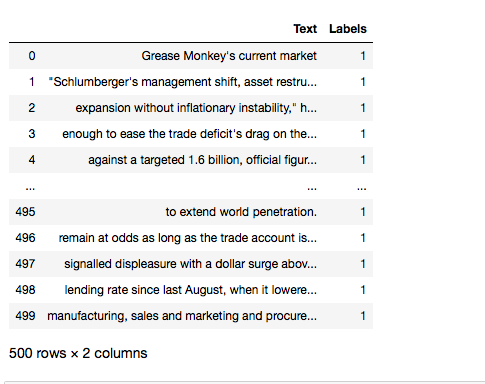 Text Labels
0 Grease Monkey's current market 1
1 "Schlumberger's management shift, asset restru... 1
2 expansion without inflationary instability," h... 1
3 enough to ease the trade deficit's drag on the... 1
4 against a targeted 1.6 billion, official figur... 1
... ... ...
495 to extend world penetration. 1
496 remain at odds as long as the trade account is... 1
497 signalled displeasure with a dollar surge abov... 1
498 lending rate since last August, when it lowere... 1
499 manufacturing, sales and marketing and procure... 1
500 rows × 2 columns